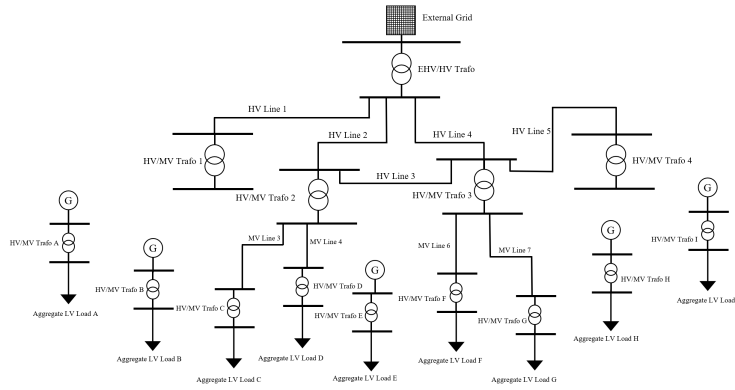 External Grid
EHV/HV Trafo
HV Line 1
HV Line 2
HV Line 4
HV Line 5
HV Line 3
HV/MV Trafo 1
HV/MV Trafo 2
HV/MV Trafo 3
HV/MV Trafo 4
G
HV/MV Trafo A
Aggregate LV Load A
G
HV/MV Trafo B
Aggregate LV Load B
MV Line 3
MV Line 4
HV/MV Trafo C
Aggregate LV Load C
HV/MV Trafo D
Aggregate LV Load D
G
HV/MV Trafo E
Aggregate LV Load E
MV Line 6
MV Line 7
HV/MV Trafo F
Aggregate LV Load F
HV/MV Trafo G
Aggregate LV Load G
G
HV/MV Trafo H
Aggregate LV Load H
G
HV/MV Trafo I
Aggregate LV Load